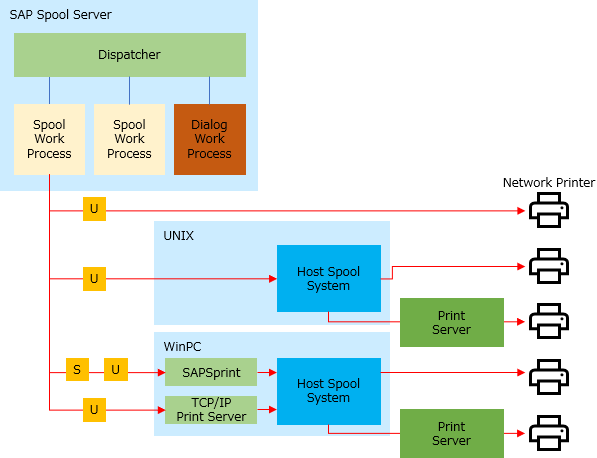 SAP Spool Server
Dispatcher
Spool
Work
Process
Spool
Work
Process
Dialog
Work
Process
Network Printer
U
UNIX
U
Host Spool
System
Print
Server
WinPC
S
U
SAPSprint
Host Spool
System
U
TCP/IP
Print Server
Print
Server